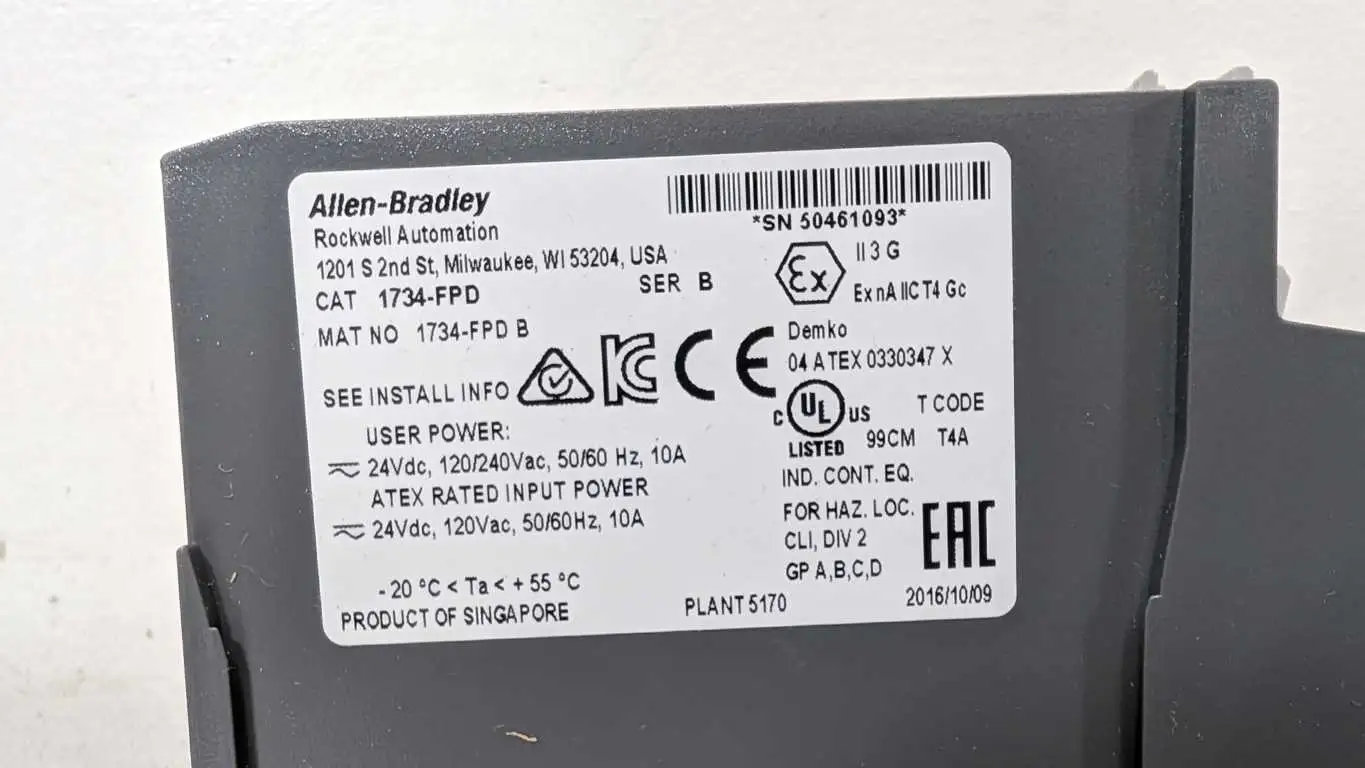 Allen-Bradley
Rockwell Automation
1201 S 2nd St, Milwaukee, WI 53204, USA
CAT 1734-FPD
SER B
MAT NO 1734-FPD B
SEE INSTALL INFO
KC CE
USER POWER:
24Vdc, 120/240Vac, 50/60 Hz, 10A
ATEX RATED INPUT POWER
24Vdc, 120Vac, 50/60Hz, 10A
- 20 °C < Ta < + 55 °C
PRODUCT OF SINGAPORE
PLANT 5170
*SN 50461093*
Ex
II 3 G
Ex nA IIC T4 Gc
Demko
04 ATEX 0330347 X
c UL US
LISTED 99CM
T CODE
T4A
IND. CONT. EQ.
FOR HAZ. LOC.
CLI, DIV 2
GP A,B,C,D
EAC
2016/10/09